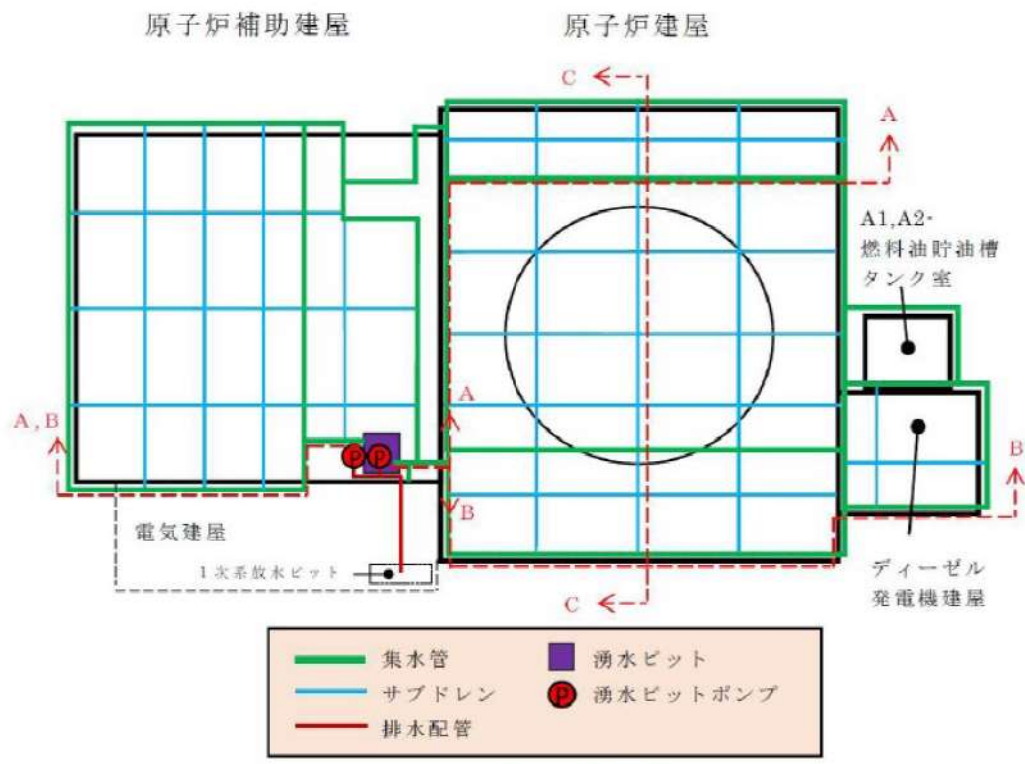 原子炉補助建屋
原子炉建屋
C
A
A1,A2-
燃料油貯油槽
タンク室
A
A,B
P P
B
B
電気建屋
1次系放水ピット
C
ディーゼル
発電機建屋
集水管
湧水ピット
サブドレン
P
湧水ピットポンプ
排水配管